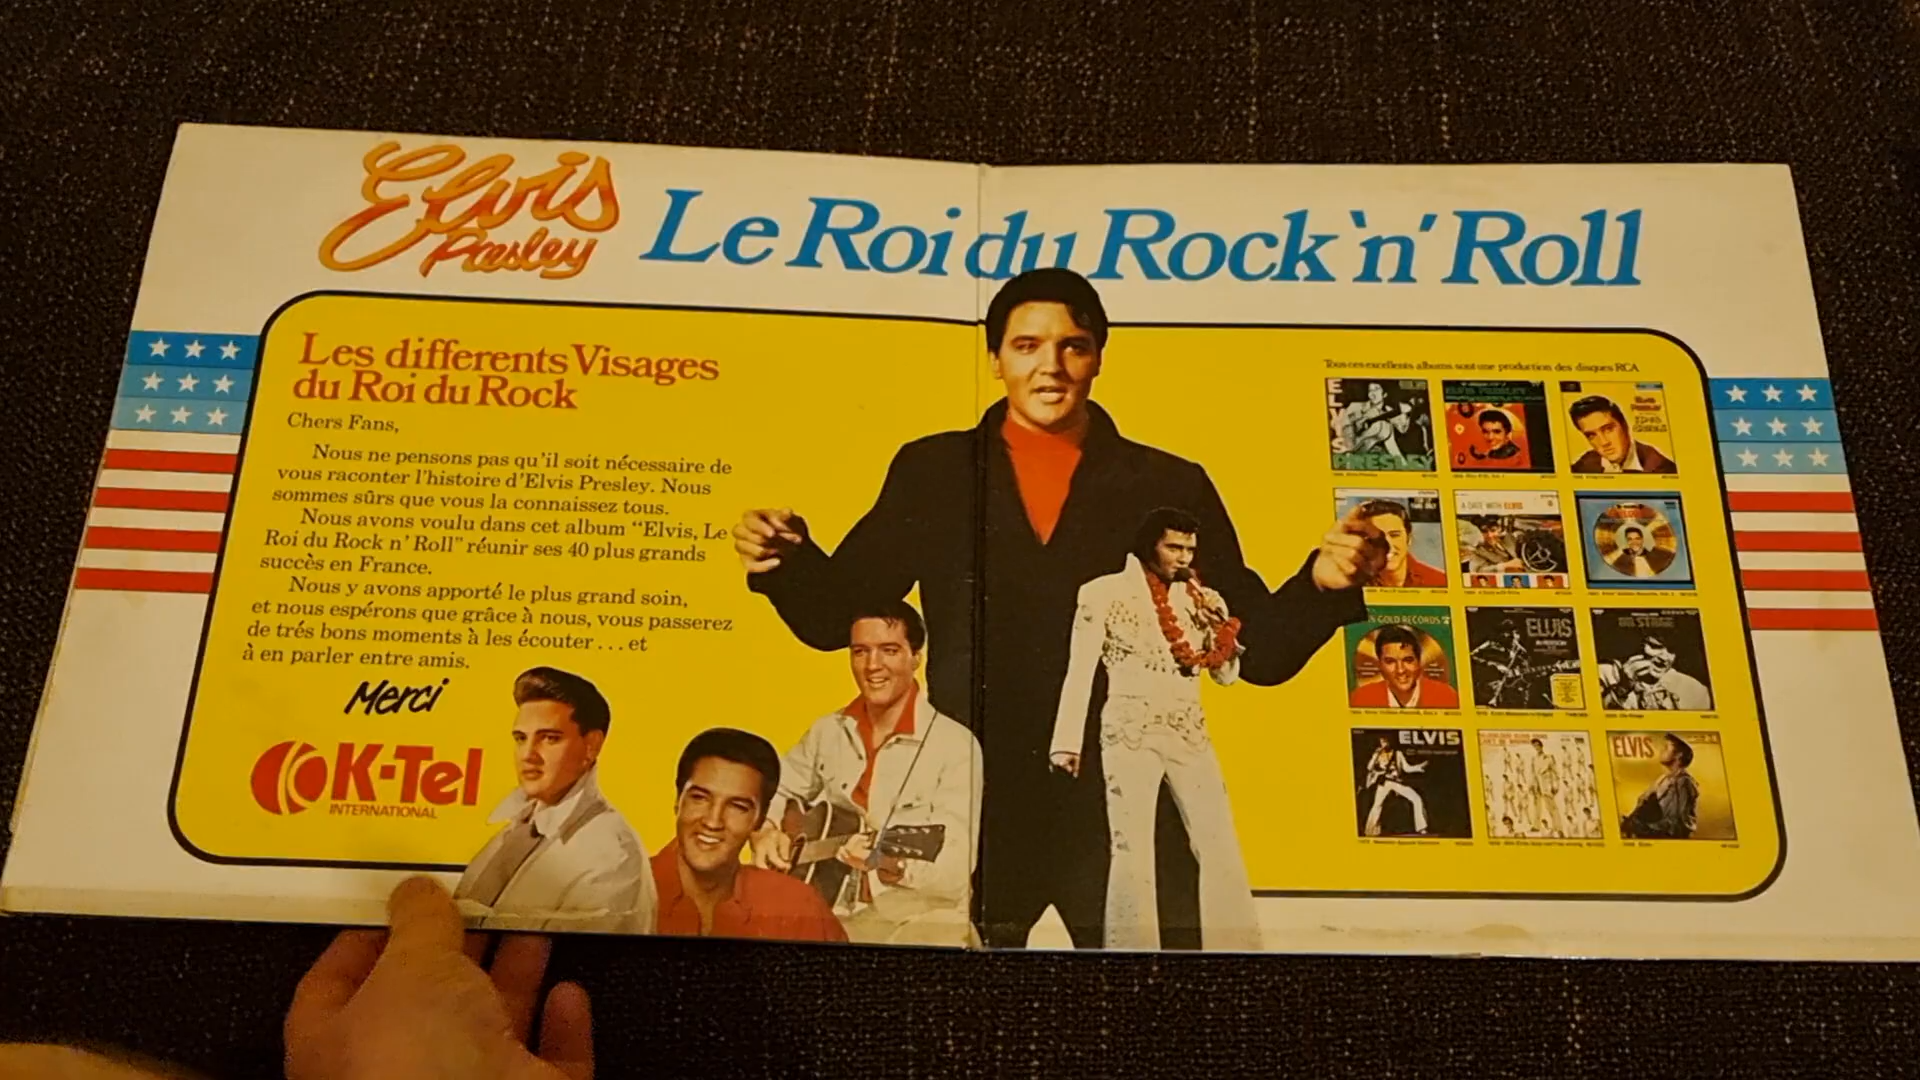 Elvis
Presley
Le Roi du Rock 'n' Roll
Les differents Visages
du Roi du Rock
Chers Fans,
Nous ne pensons pas qu'il soit nécessaire de
vous raconter l'histoire d'Elvis Presley. Nous
sommes sûrs que vous la connaissez tous.
Nous avons voulu dans cet album “Elvis, Le
Roi du Rock n' Roll” réunir ses 40 plus grands
succès en France.
Nous y avons apporté le plus grand soin,
et nous espérons que grâce à nous, vous passerez
de trés bons moments à les écouter...et
à en parler entre amis.
Merci
K-Tel
INTERNATIONAL
Tous ces excellents albums sont une production des disques RCA
ELVIS
PRESLEY
ELVIS PRESLEY
A DATE WITH ELVIS
GOLD RECORDS
ELVIS
ELVIS
ELVIS